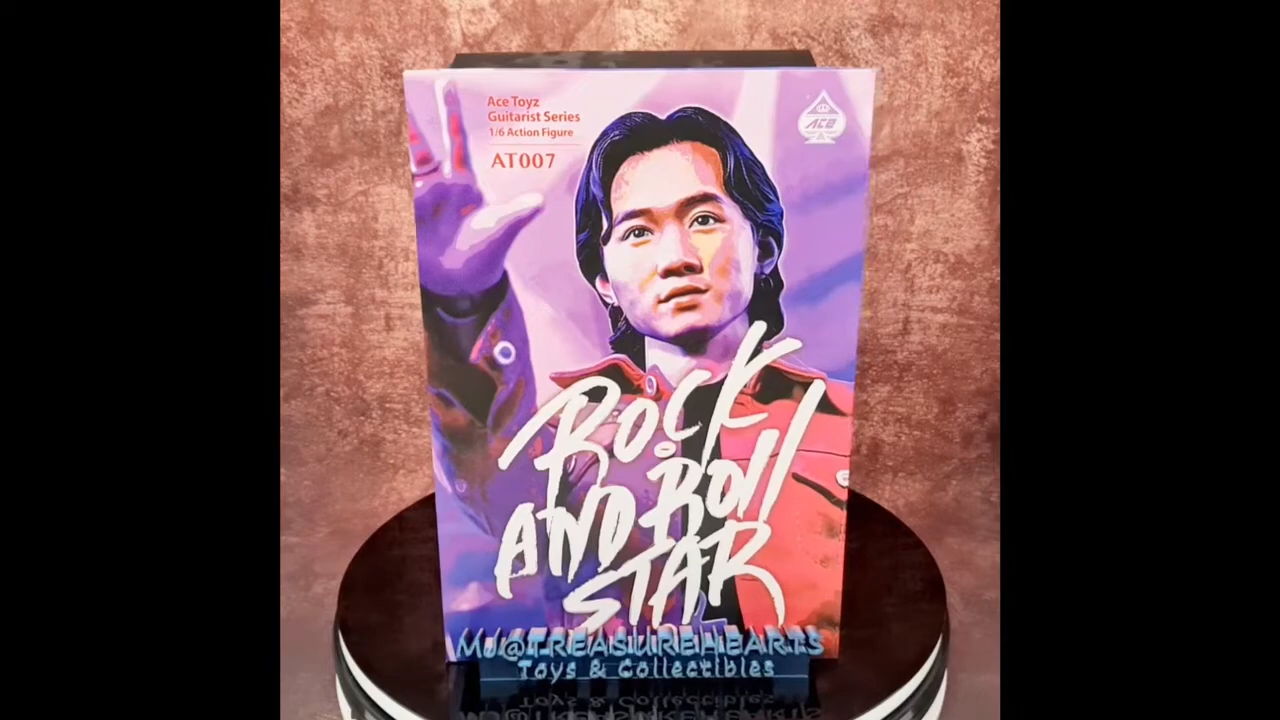 Ace Toyz
Guitarist Series
1/6 Action Figure
AT007
ACE
ROCK
AND ROLL
STAR
MJ@TREASUREHEARTS
Toys & Collectibles